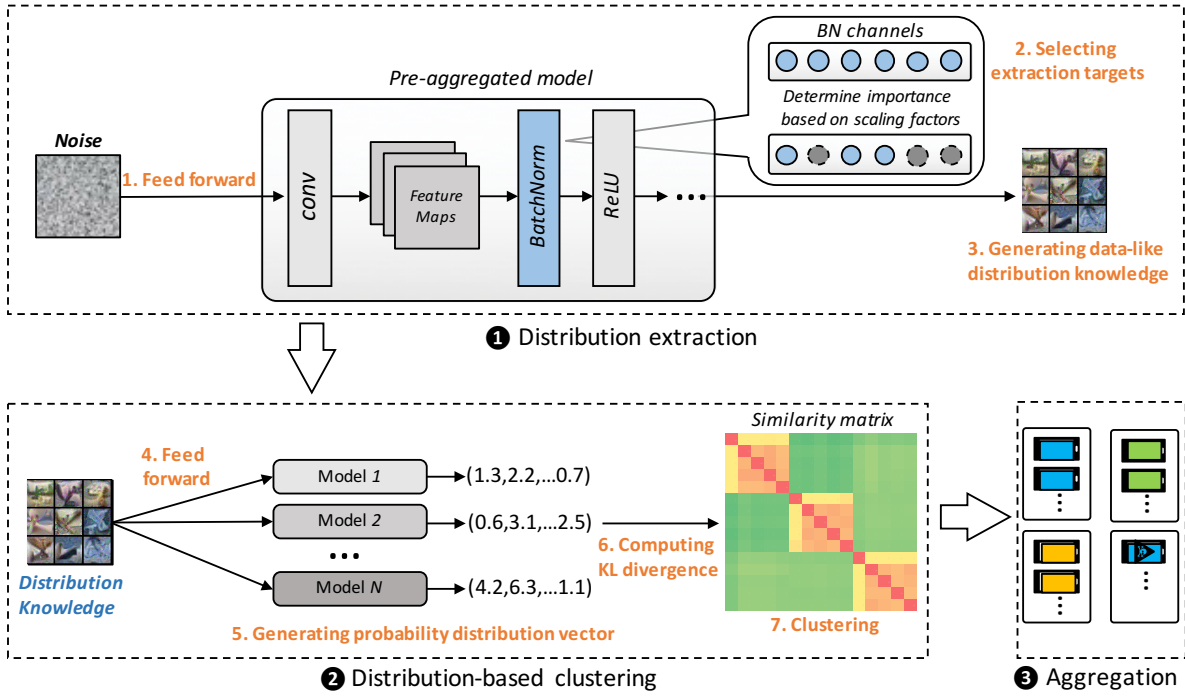 BN channels
2. Selecting
extraction targets
Determine importance
based on scaling factors
Pre-aggregated model
Noise
1. Feed forward
conv
Feature
Maps
BatchNorm
ReLU
•••
3. Generating data-like
distribution knowledge
❶ Distribution extraction
Similarity matrix
4. Feed
forward
Model 1
(1.3,2.2,...0.7)
Model 2
(0.6,3.1,...2.5)
•••
Model N
(4.2,6.3,...1.1)
Distribution
Knowledge
5. Generating probability distribution vector
6. Computing
KL divergence
7. Clustering
❷ Distribution-based clustering
❸ Aggregation